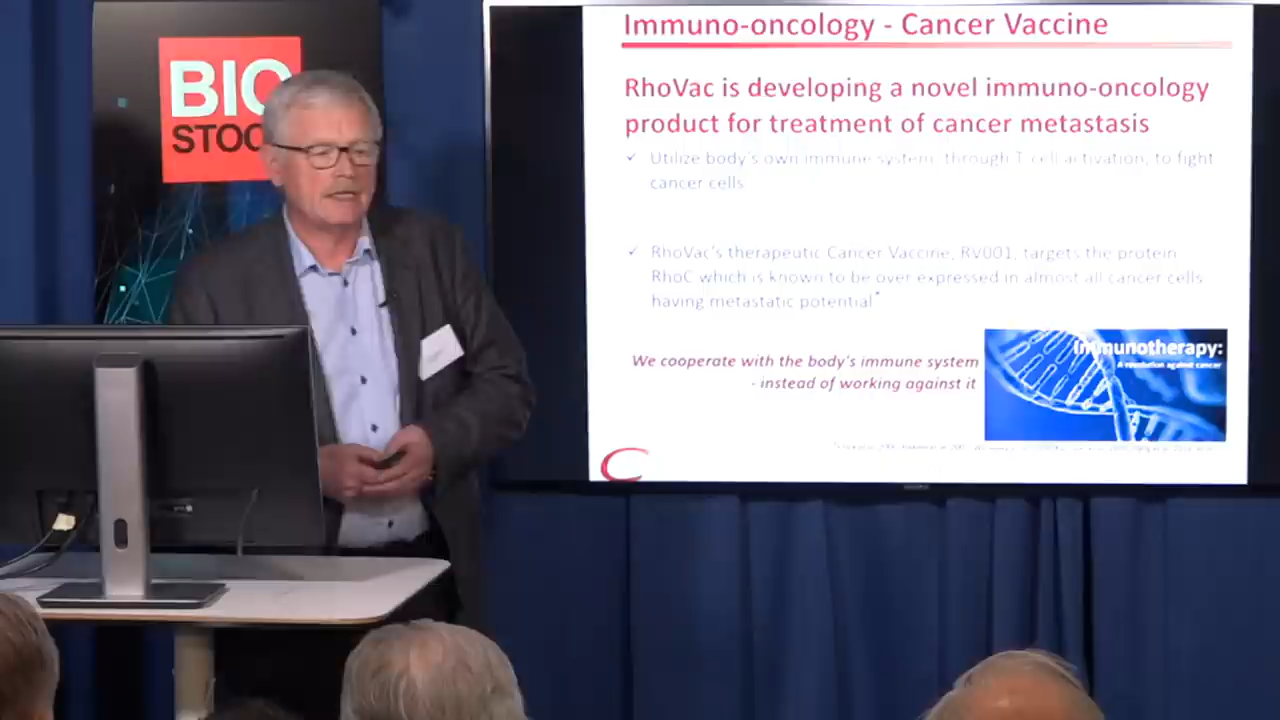 BIO
STOC
Immuno-oncology - Cancer Vaccine
RhoVac is developing a novel immuno-oncology
product for treatment of cancer metastasis
✓ Utilize body's own immune system, through T cell activation, to fight
cancer cells
✓ RhoVac's therapeutic Cancer Vaccine, RV001, targets the protein
RhoC which is known to be over expressed in almost all cancer cells
having metastatic potential*
We cooperate with the body's immune system
- instead of working against it
Immunotherapy:
A revolution against cancer